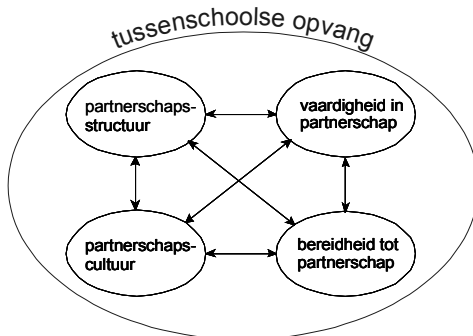 tussenschoolse opvang
partnerschaps-
structuur
vaardigheid in
partnerschap
partnerschaps-
cultuur
bereidheid tot
partnerschap